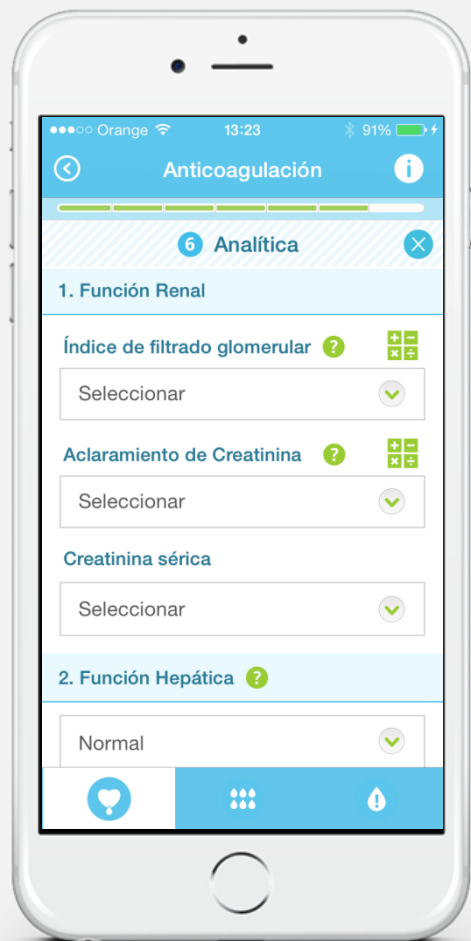 Orange 13:23 91%
Anticoagulación i
6 Analítica
1. Función Renal
Índice de filtrado glomerular ?
Seleccionar
Aclaramiento de Creatinina ?
Seleccionar
Creatinina sérica
Seleccionar
2. Función Hepática ?
Normal